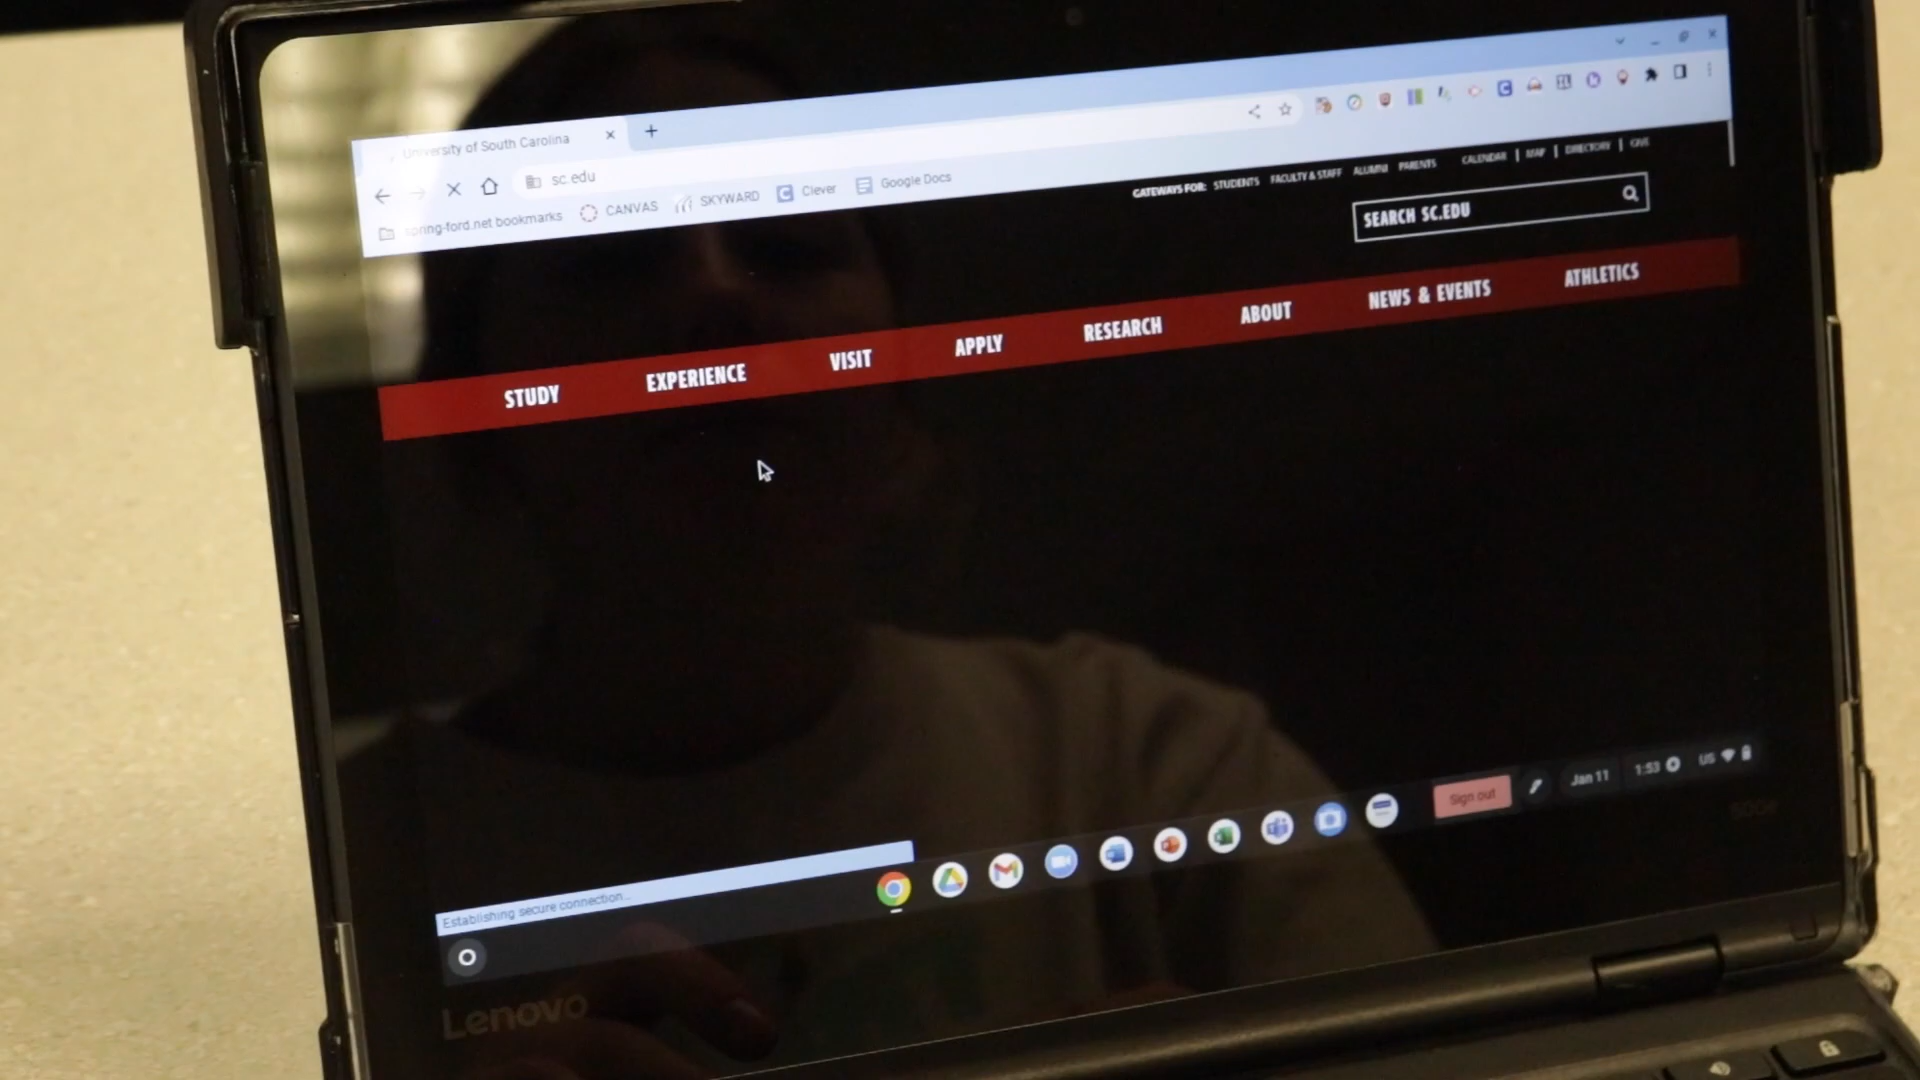 University of South Carolina
sc.edu
spring-ford.net bookmarks CANVAS SKYWARD Clever Google Docs
GATEWAYS FOR: STUDENTS FACULTY & STAFF ALUMNI PARENTS CALENDAR | MAP | DIRECTORY | GIVE
SEARCH SC.EDU
STUDY EXPERIENCE VISIT APPLY RESEARCH ABOUT NEWS & EVENTS ATHLETICS
Establishing secure connection...
Sign out Jan 11 1:53 US
Lenovo
500e